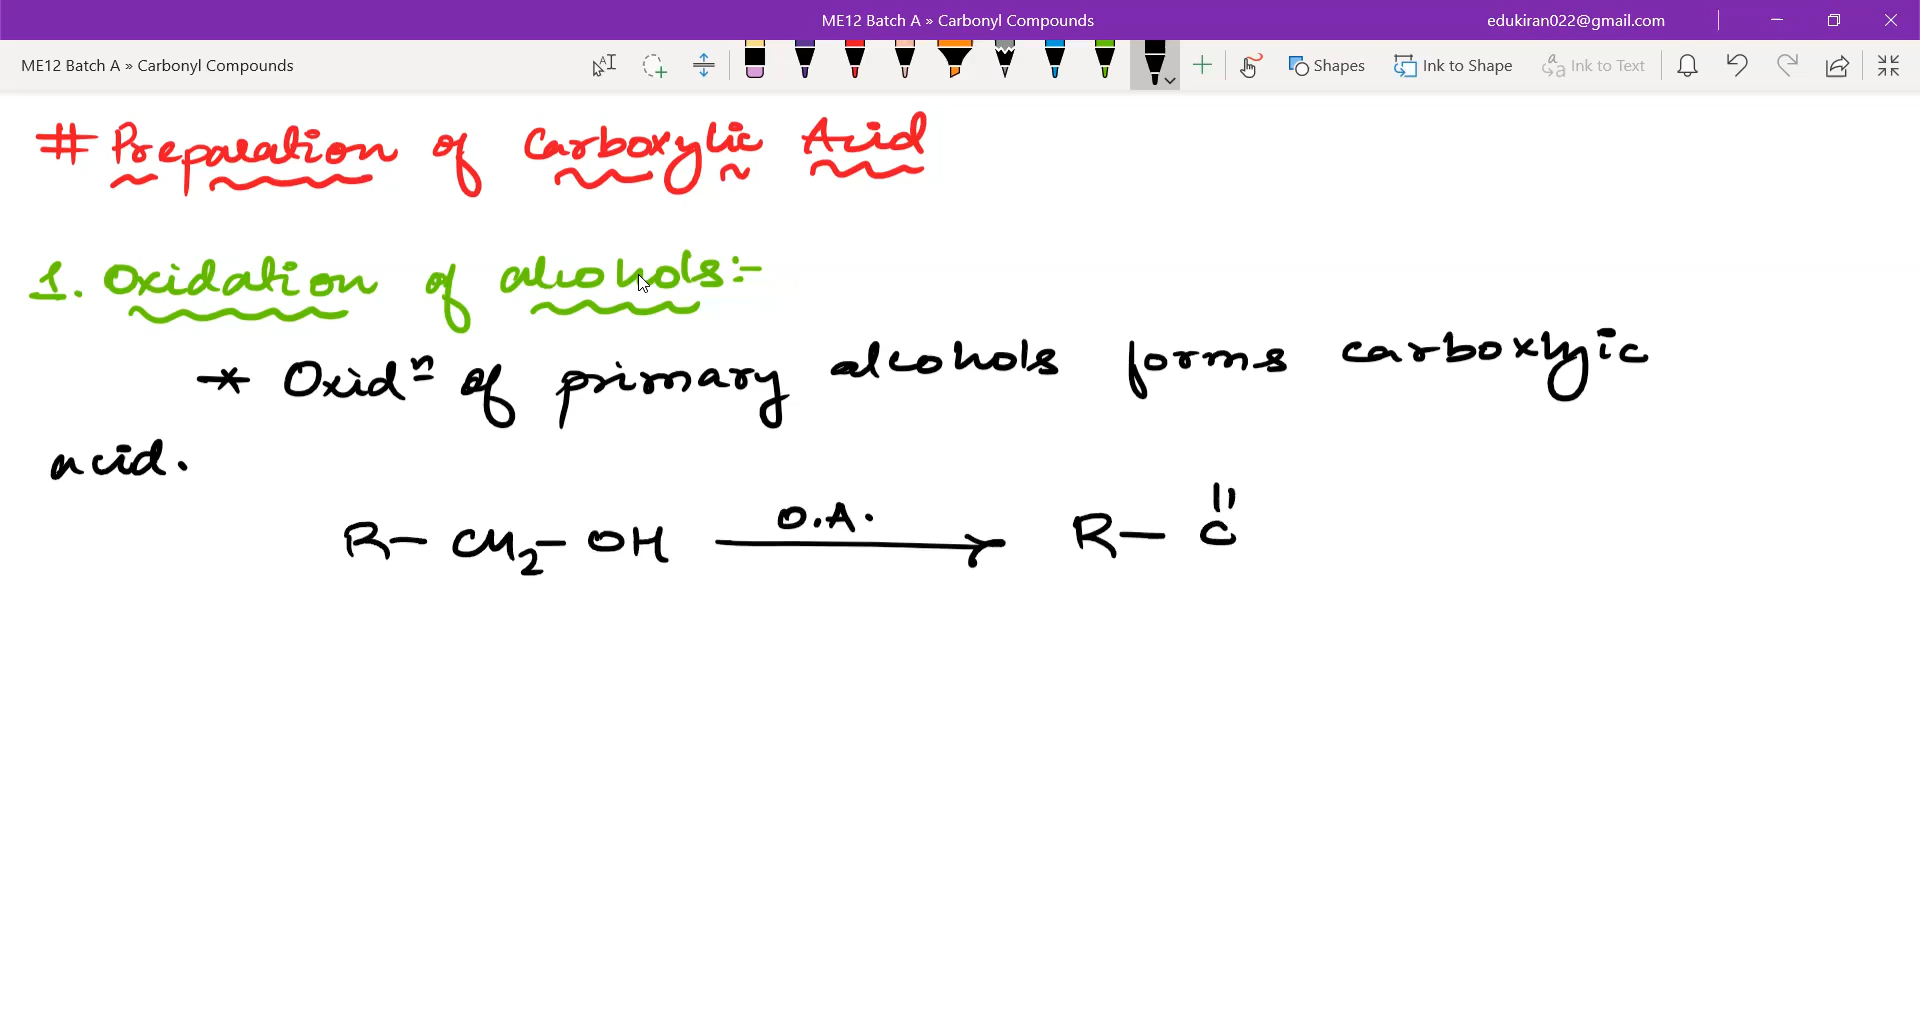 ME12 Batch A » Carbonyl Compounds
edukiran022@gmail.com
ME12 Batch A » Carbonyl Compounds
Shapes
Ink to Shape
Ink to Text
# Preparation of Carboxylic Acid
1. Oxidation of alcohols:-
* Oxidⁿ of primary alcohols forms carboxylic
acid.
R— CH₂— OH —O.A.→ R— C